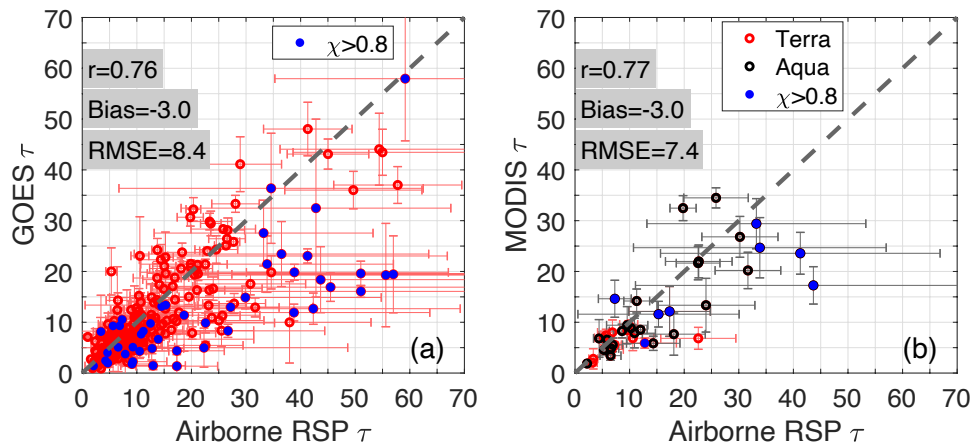 GOES τ
70
60
50
40
30
20
10
0
r=0.76
Bias=-3.0
RMSE=8.4
χ>0.8
(a)
0 10 20 30 40 50 60 70
Airborne RSP τ
MODIS τ
70
60
50
40
30
20
10
0
r=0.77
Bias=-3.0
RMSE=7.4
Terra
Aqua
χ>0.8
(b)
0 10 20 30 40 50 60 70
Airborne RSP τ